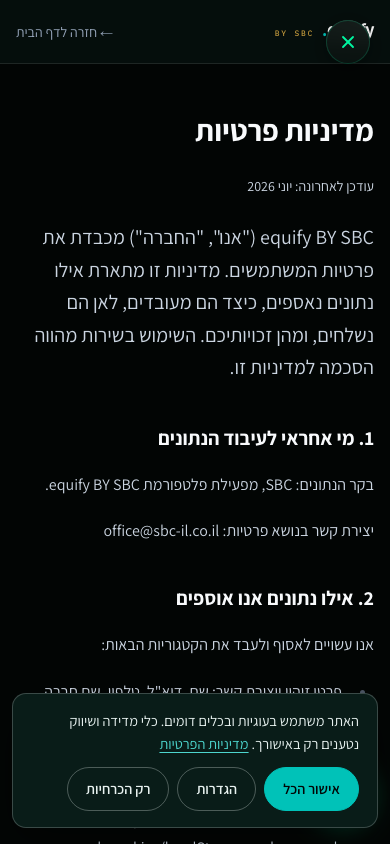 BY SBC
← חזרה לדף הבית
מדיניות פרטיות
עודכן לאחרונה: יוני 2026
equify BY SBC ("אנו", "החברה") מכבדת את
פרטיות המשתמשים. מדיניות זו מתארת אילו
נתונים נאספים, כיצד הם מעובדים, לאן הם
נשלחים, ומהן זכויותיכם. השימוש בשירות מהווה
הסכמה למדיניות זו.
1. מי אחראי לעיבוד הנתונים
בקר הנתונים: SBC, מפעילת פלטפורמת equify BY SBC.
יצירת קשר בנושא פרטיות: office@sbc-il.co.il
2. אילו נתונים אנו אוספים
אנו עשויים לאסוף ולעבד את הקטגוריות הבאות:
האתר משתמש בעוגיות ובכלים דומים. כלי מדידה ושיווק
נטענים רק באישורך. מדיניות הפרטיות
אישור הכל
הגדרות
רק הכרחיות